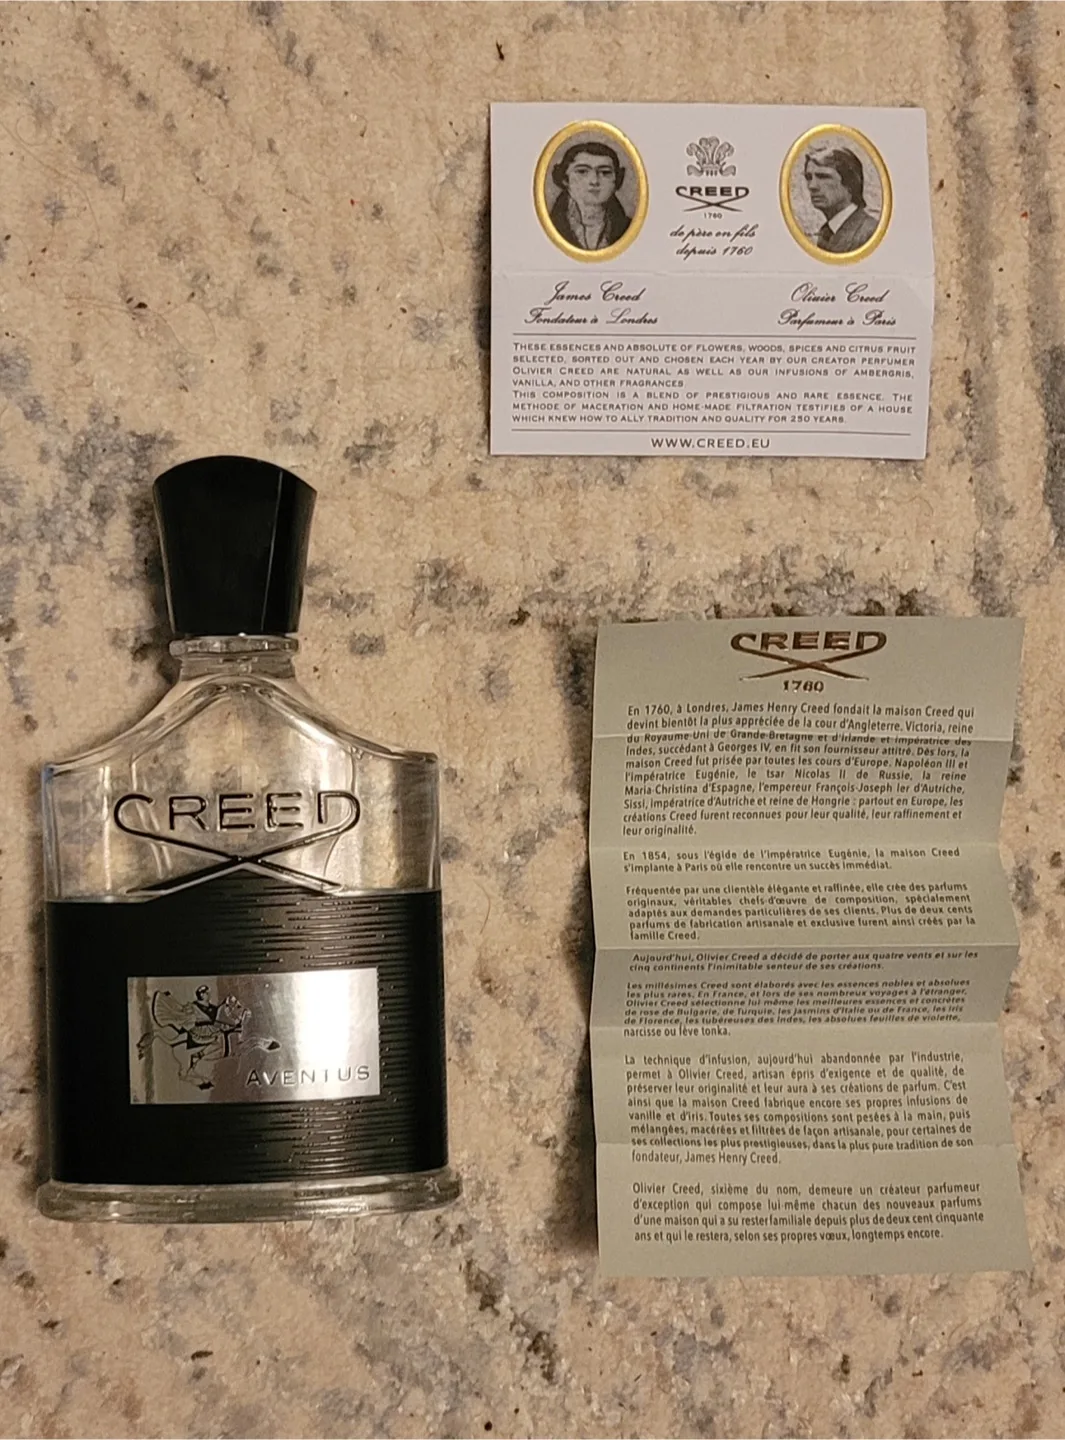 CREED
1760
de père en fils
depuis 1760
James Creed
Fondateur à Londres
Olivier Creed
Parfumeur à Paris
THESE ESSENCES AND ABSOLUTE OF FLOWERS, WOODS, SPICES AND CITRUS FRUIT
SELECTED, SORTED OUT AND CHOSEN EACH YEAR BY OUR CREATOR PERFUMER
OLIVIER CREED ARE NATURAL AS WELL AS OUR INFUSIONS OF AMBERGRIS,
VANILLA, AND OTHER FRAGRANCES.
THIS COMPOSITION IS A BLEND OF PRESTIGIOUS AND RARE ESSENCE. THE
METHODE OF MACERATION AND HOME-MADE FILTRATION TESTIFIES OF A HOUSE
WHICH KNEW HOW TO ALLY TRADITION AND QUALITY FOR 250 YEARS.
WWW.CREED.EU
CREED
AVENTUS
CREED
1760
En 1760, à Londres, James Henry Creed fondait la maison Creed qui
devint bientôt la plus appréciée de la cour d'Angleterre. Victoria, reine
du Royaume-Uni de Grande-Bretagne et d'Irlande et impératrice des
Indes, succédant à Georges IV, en fit son fournisseur attitré. Dès lors, la
maison Creed fut prisée par toutes les cours d'Europe. Napoléon III et
l'impératrice Eugénie, le tsar Nicolas II de Russie, la reine
Maria-Christina d'Espagne, l'empereur François-Joseph Ier d'Autriche,
Sissi, impératrice d'Autriche et reine de Hongrie : partout en Europe, les
créations Creed furent reconnues pour leur qualité, leur raffinement et
leur originalité.
En 1854, sous l'égide de l'impératrice Eugénie, la maison Creed
s'implante à Paris où elle rencontre un succès immédiat.
Fréquentée par une clientèle élégante et raffinée, elle crée des parfums
originaux, véritables chefs-d'œuvre de composition, spécialement
adaptés aux demandes particulières de ses clients. Plus de deux cents
parfums de fabrication artisanale et exclusive furent ainsi créés par la
famille Creed.
Aujourd'hui, Olivier Creed a décidé de porter aux quatre vents et sur les
cinq continents l'inimitable senteur de ses créations.
Les millésimes Creed sont élaborés avec les essences nobles et absolues
les plus rares. En France, et lors de ses nombreux voyages à l'étranger,
Olivier Creed sélectionne lui-même les meilleures essences et concrètes
de rose de Bulgarie, de Turquie, les jasmins d'Italie ou de France, les iris
de Florence, les tubéreuses des Indes, les absolues feuilles de violette,
narcisse ou fève tonka.
La technique d'infusion, aujourd'hui abandonnée par l'industrie,
permet à Olivier Creed, artisan épris d'exigence et de qualité, de
préserver leur originalité et leur aura à ses créations de parfum. C'est
ainsi que la maison Creed fabrique encore ses propres infusions de
vanille et d'iris. Toutes ses compositions sont pesées à la main, puis
mélangées, macérées et filtrées de façon artisanale, pour certaines de
ses collections les plus prestigieuses, dans la plus pure tradition de son
fondateur, James Henry Creed.
Olivier Creed, sixième du nom, demeure un créateur parfumeur
d'exception qui compose lui-même chacun des nouveaux parfums
d'une maison qui a su rester familiale depuis plus de deux cent cinquante
ans et qui le restera, selon ses propres vœux, longtemps encore.